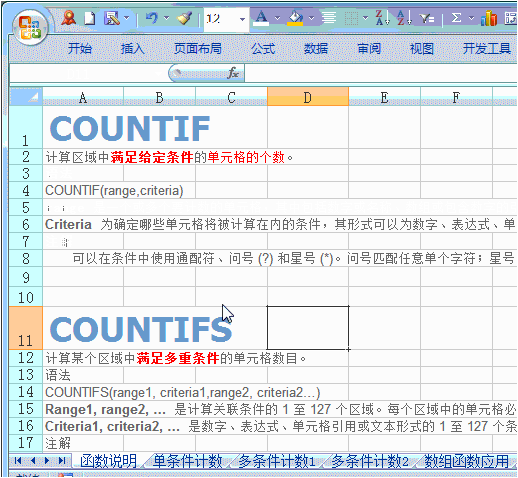 12
A
开始 插入 页面布局 公式 数据 审阅 视图 开发工具
fx
A B C D E F
1 COUNTIF
2 计算区域中满足给定条件的单元格的个数。
3
4 COUNTIF(range,criteria)
5
6 Criteria 为确定哪些单元格将被计算在内的条件，其形式可以为数字、表达式、单
7
8 可以在条件中使用通配符、问号 (?) 和星号 (*)。问号匹配任意单个字符；星号
9
10
11 COUNTIFS
12 计算某个区域中满足多重条件的单元格数目。
13 语法
14 COUNTIFS(range1, criteria1,range2, criteria2…)
15 Range1, range2, … 是计算关联条件的 1 至 127 个区域。每个区域中的单元格必
16 Criteria1, criteria2, … 是数字、表达式、单元格引用或文本形式的 1 至 127 个条
17 注解
函数说明 单条件计数 多条件计数1 多条件计数2 数组函数应用